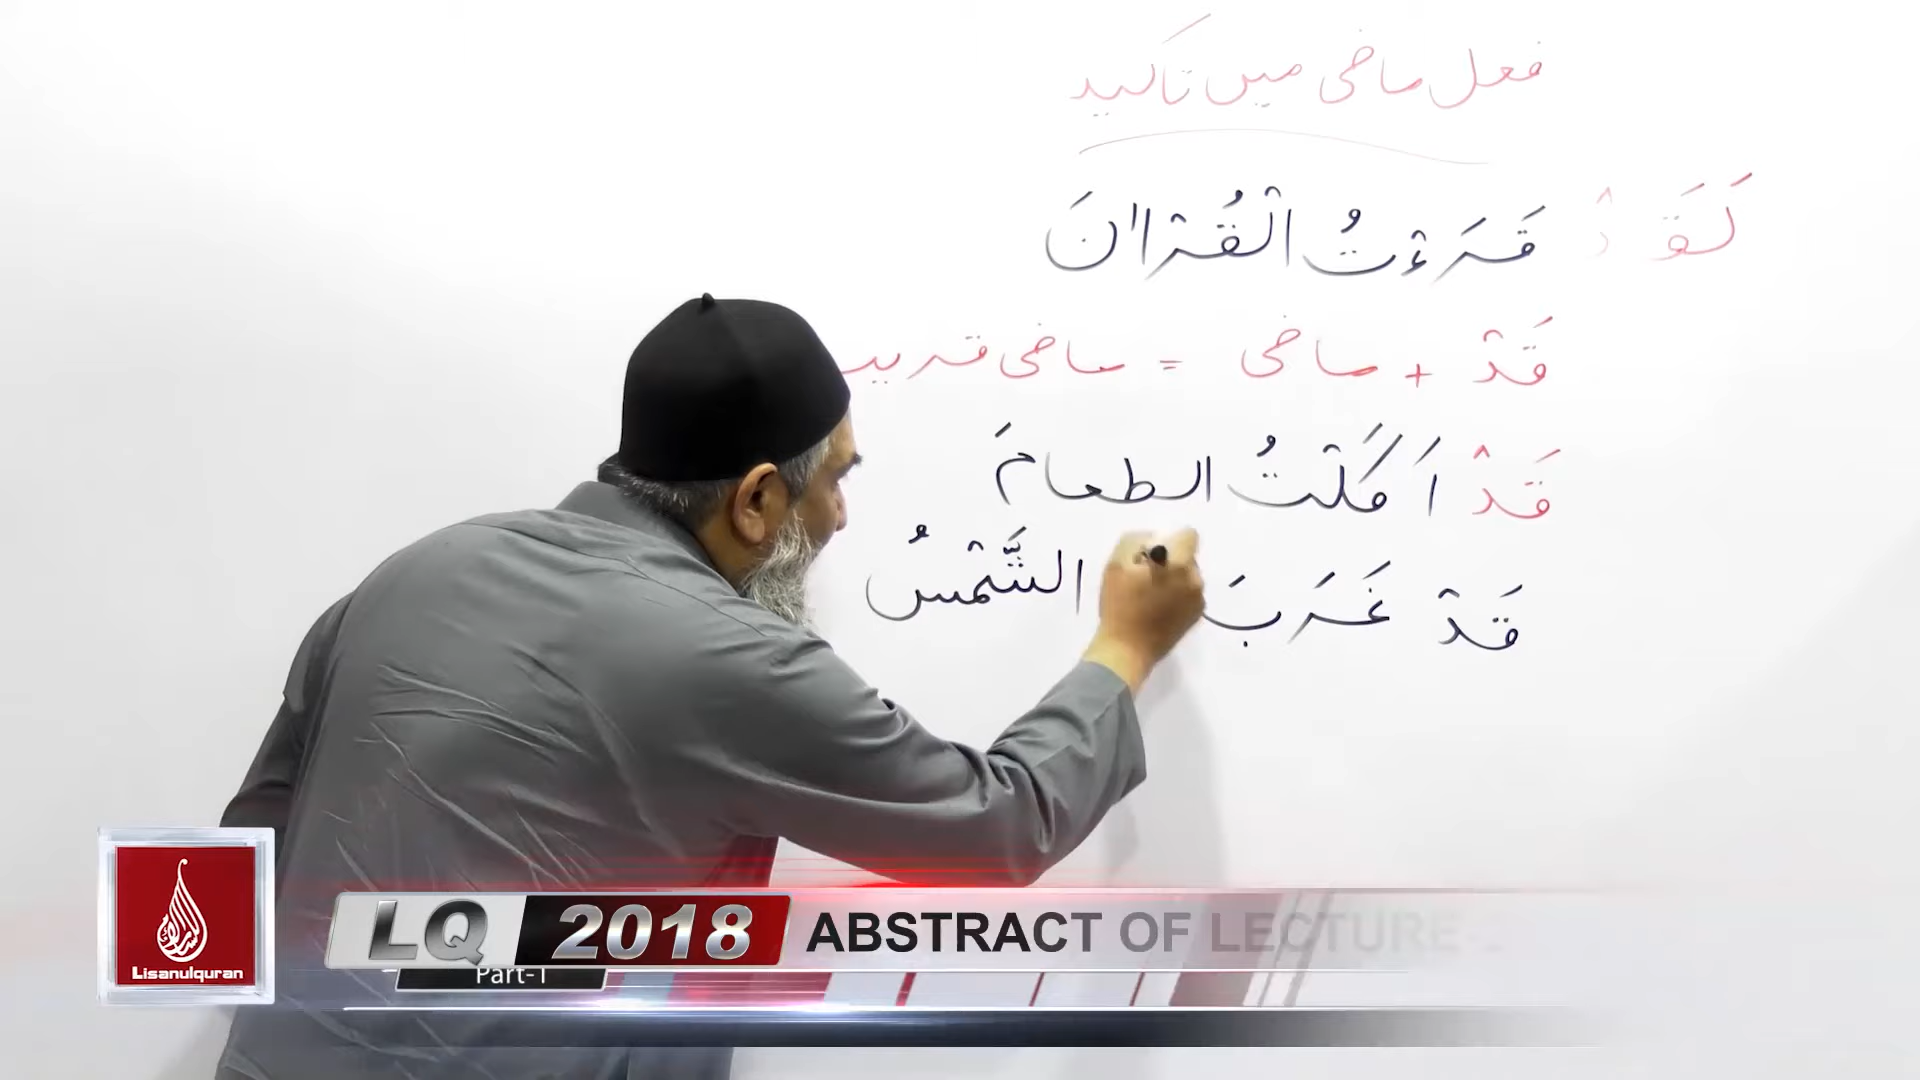 فعل ماضی میں تاکید
لَقَدْ قَرَءْتُ الْقُرْاٰنَ
قَدْ + ماضی = ماضی قریب
قَدْ اَكَلْتُ الطعامَ
قَدْ غَرَبَ الشَّمْسُ
Lisanulquran
LQ 2018 ABSTRACT OF LECTURE
Part-1